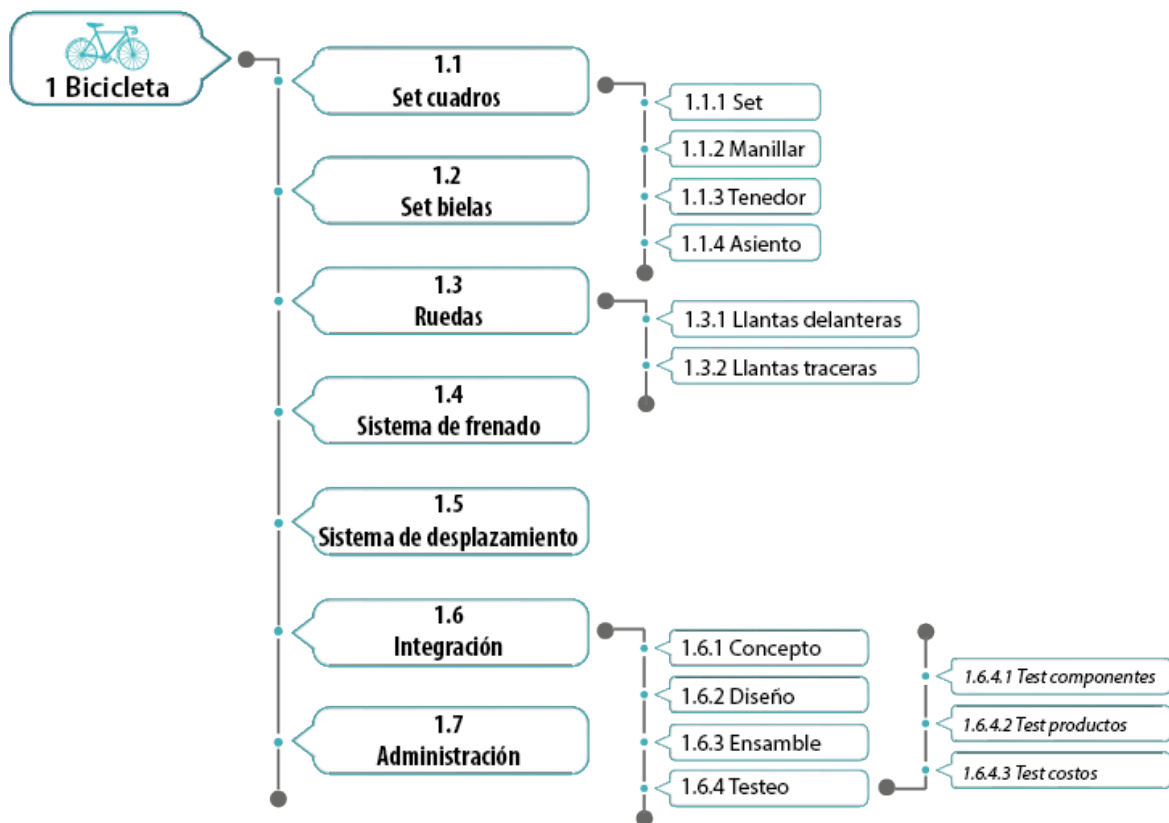 1 Bicicleta
1.1
Set cuadros
1.1.1 Set
1.1.2 Manillar
1.1.3 Tenedor
1.1.4 Asiento
1.2
Set bielas
1.3
Ruedas
1.3.1 Llantas delanteras
1.3.2 Llantas traceras
1.4
Sistema de frenado
1.5
Sistema de desplazamiento
1.6
Integración
1.6.1 Concepto
1.6.2 Diseño
1.6.3 Ensamble
1.6.4 Testeo
1.6.4.1 Test componentes
1.6.4.2 Test productos
1.6.4.3 Test costos
1.7
Administración